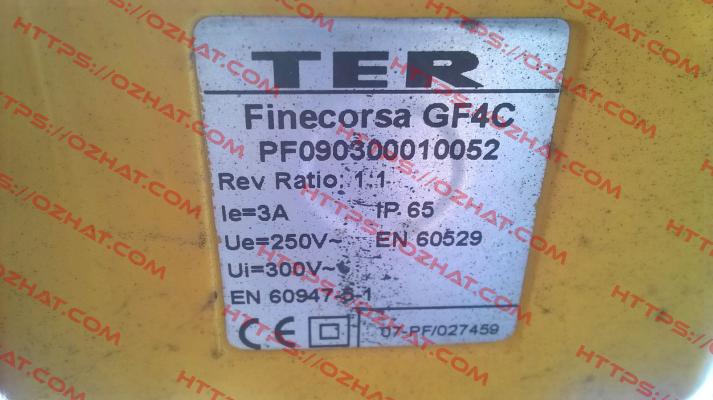 TER
Finecorsa GF4C
PF090300010052
Rev Ratio: 1:1
Ie=3A IP 65
Ue=250V~ EN 60529
Ui=300V~
EN 60947-5-1
CE 07-PF/027459
HTTPS://OZHAT.COM